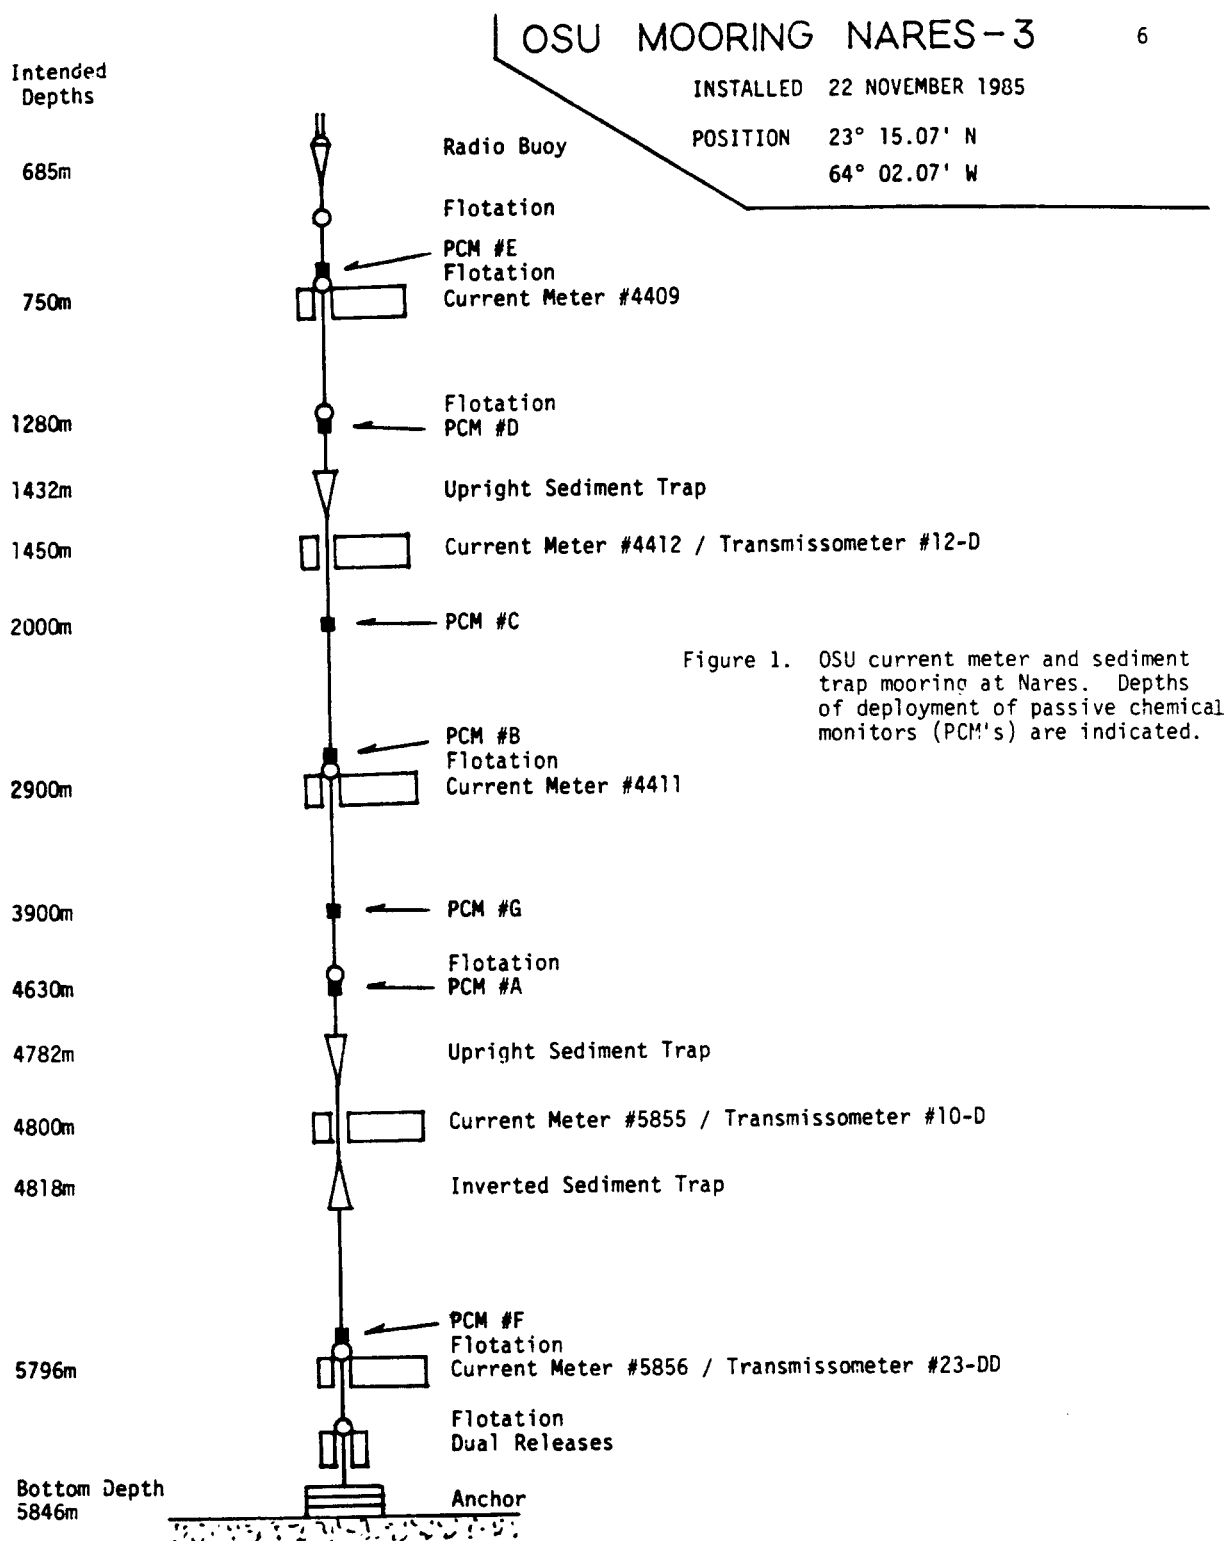 OSU MOORING NARES-3
6
INSTALLED 22 NOVEMBER 1985
POSITION 23° 15.07' N
64° 02.07' W
Intended
Depths
Radio Buoy
685m
Flotation
PCM #E
Flotation
750m
Current Meter #4409
Flotation
1280m
PCM #D
1432m
Upright Sediment Trap
1450m
Current Meter #4412 / Transmissometer #12-D
2000m
PCM #C
Figure 1. OSU current meter and sediment
trap mooring at Nares. Depths
of deployment of passive chemical
monitors (PCM's) are indicated.
PCM #B
Flotation
2900m
Current Meter #4411
3900m
PCM #G
Flotation
4630m
PCM #A
4782m
Upright Sediment Trap
4800m
Current Meter #5855 / Transmissometer #10-D
4818m
Inverted Sediment Trap
PCM #F
Flotation
5796m
Current Meter #5856 / Transmissometer #23-DD
Flotation
Dual Releases
Bottom Depth
5846m
Anchor